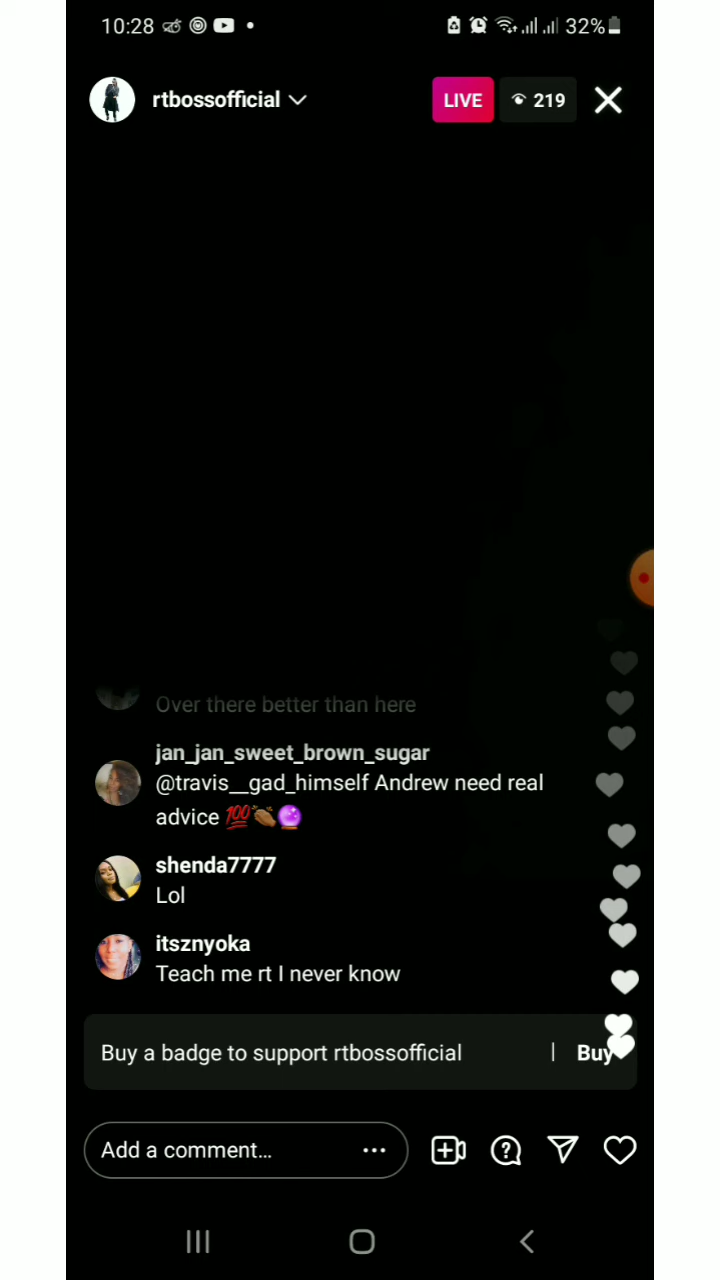 10:28 32%
rtbossofficial LIVE 219
Over there better than here
jan_jan_sweet_brown_sugar
@travis__gad_himself Andrew need real
advice 💯👏🏽🔮
shenda7777
Lol
itsznyoka
Teach me rt I never know
Buy a badge to support rtbossofficial | Buy
Add a comment...